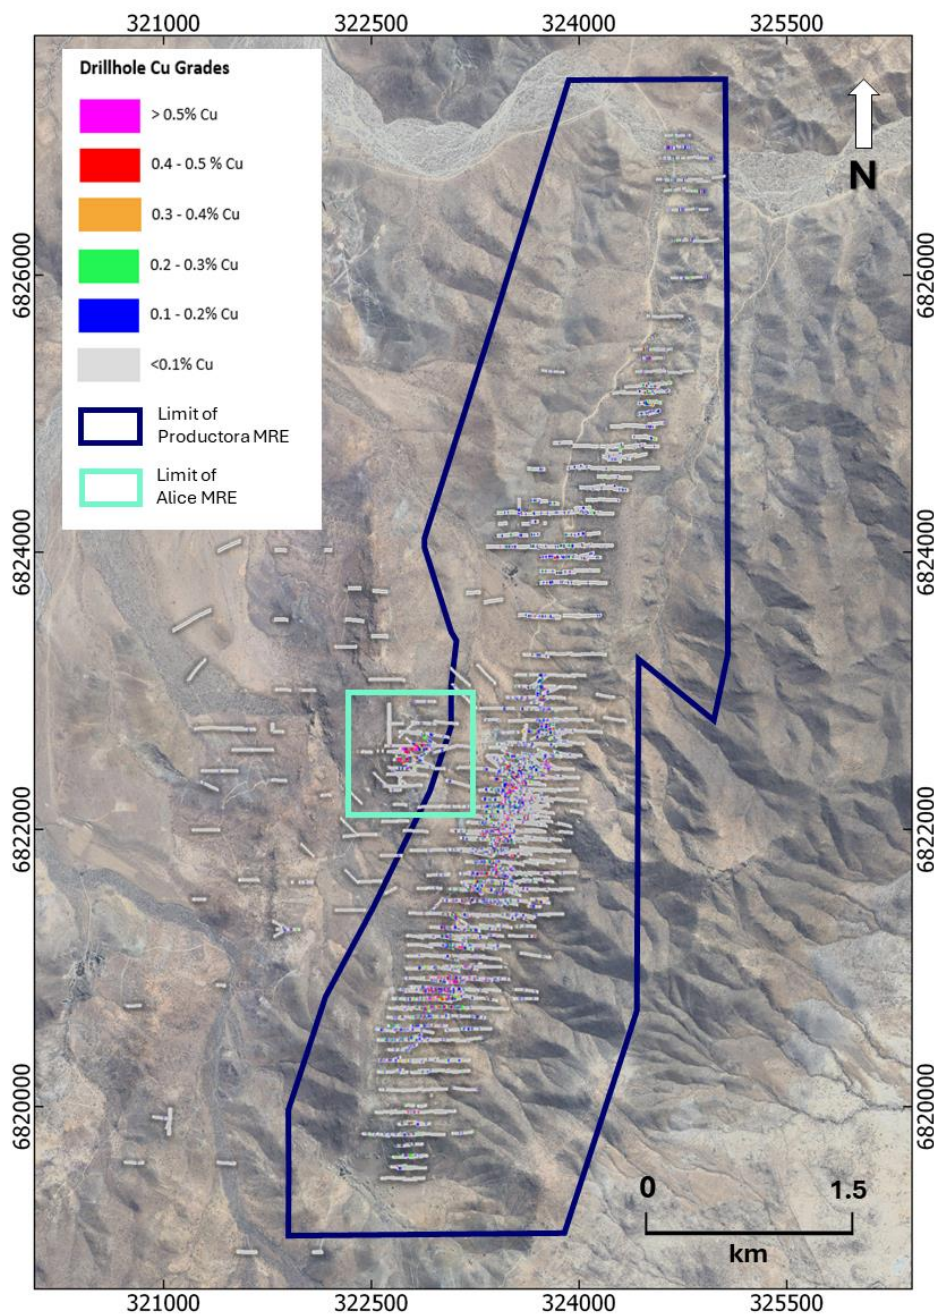 321000 322500 324000 325500
Drillhole Cu Grades
> 0.5% Cu
0.4 - 0.5 % Cu
0.3 - 0.4% Cu
0.2 - 0.3% Cu
0.1 - 0.2% Cu
<0.1% Cu
Limit of
Productora MRE
Limit of
Alice MRE
N
6826000 6826000
6824000 6824000
6822000 6822000
6820000 6820000
0 1.5
km
321000 322500 324000 325500